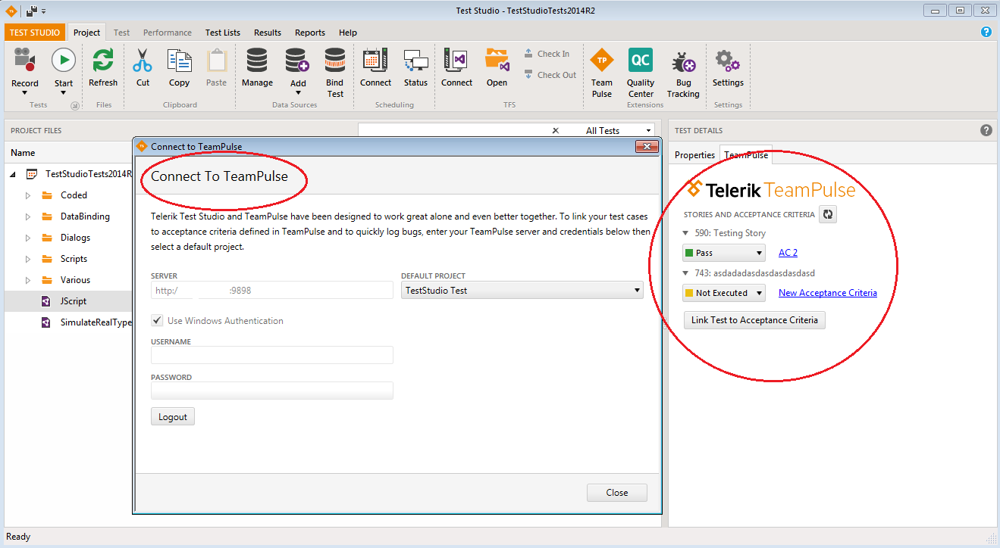 Test Studio - TestStudioTests2014R2
TEST STUDIO Project Test Performance Test Lists Results Reports Help
Record Start Refresh Cut Copy Paste Manage Add Bind Test Connect Status Connect Open Check In Check Out Team Pulse Quality Center Bug Tracking Settings
TP QC
Tests Files Clipboard Data Sources Scheduling TFS Extensions Settings
PROJECT FILES
All Tests
Name
TestStudioTests2014R
Coded
DataBinding
Dialogs
Scripts
Various
JScript
SimulateRealType
Connect to TeamPulse
Connect To TeamPulse
Telerik Test Studio and TeamPulse have been designed to work great alone and even better together. To link your test cases
to acceptance criteria defined in TeamPulse and to quickly log bugs, enter your TeamPulse server and credentials below then
select a default project.
SERVER
http:/ :9898
DEFAULT PROJECT
TestStudio Test
Use Windows Authentication
USERNAME
PASSWORD
Logout
Close
TEST DETAILS
Properties TeamPulse
Telerik TeamPulse
STORIES AND ACCEPTANCE CRITERIA
590: Testing Story
Pass AC 2
743: asdadadasdasdasdasdasd
Not Executed New Acceptance Criteria
Link Test to Acceptance Criteria
Ready